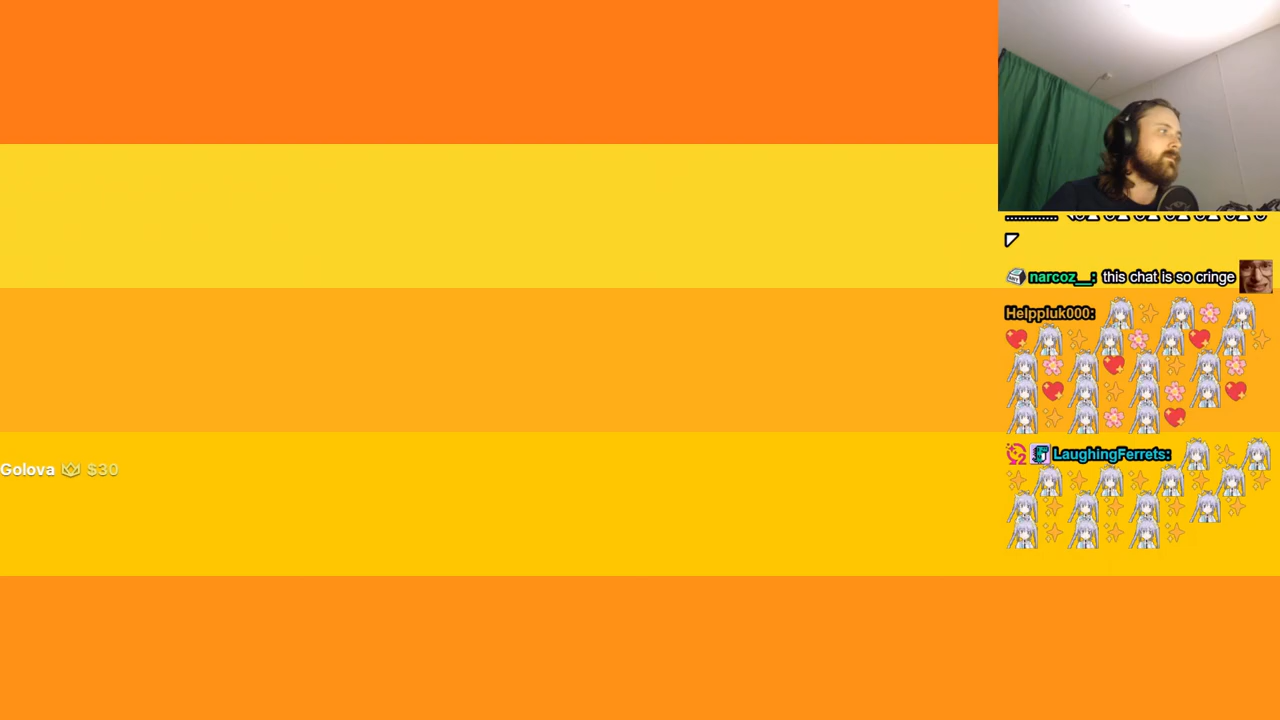 narcoz__: this chat is so cringe
Helppluk000:
Golova $30
LaughingFerrets: